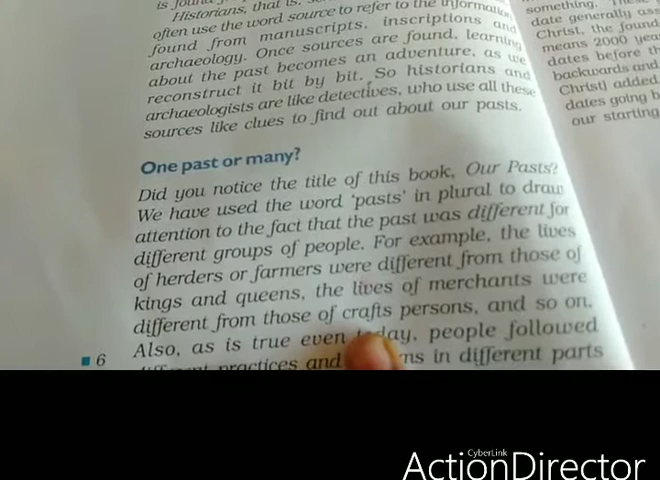 is found
Historians, that is,
often use the word source to refer to the information
found from manuscripts, inscriptions and
archaeology. Once sources are found, learning
about the past becomes an adventure, as we
reconstruct it bit by bit. So historians and
archaeologists are like detectives, who use all these
sources like clues to find out about our pasts.
One past or many?
Did you notice the title of this book, Our Pasts?
We have used the word 'pasts' in plural to draw
attention to the fact that the past was different for
different groups of people. For example, the lives
of herders or farmers were different from those of
kings and queens, the lives of merchants were
different from those of crafts persons, and so on.
Also, as is true even today, people followed
practices and in different parts
6
something.
date generally
Christ, the found
means 2000
dates before
backwards and
Christ) added
dates going
our starting
CyberLink
ActionDirector